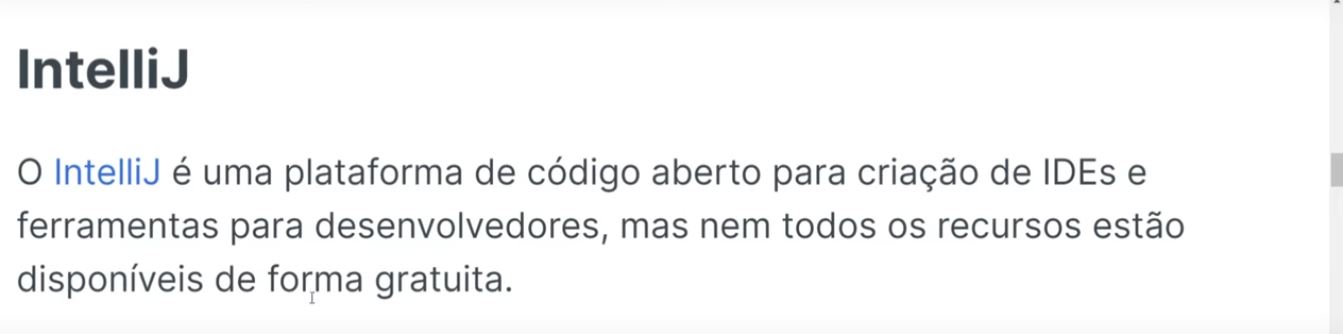 IntelliJ
O IntelliJ é uma plataforma de código aberto para criação de IDEs e
ferramentas para desenvolvedores, mas nem todos os recursos estão
disponíveis de forma gratuita.